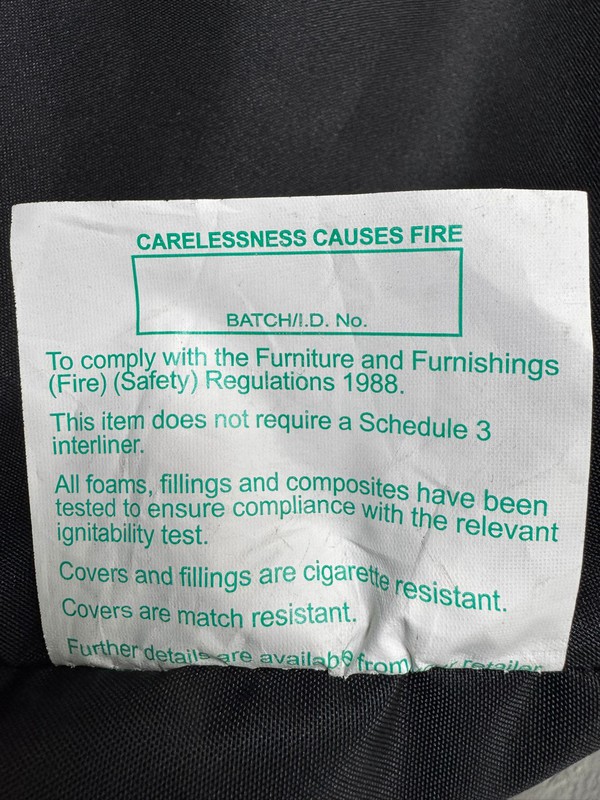 CARELESSNESS CAUSES FIRE
BATCH/I.D. No.
To comply with the Furniture and Furnishings
(Fire) (Safety) Regulations 1988.
This item does not require a Schedule 3
interliner.
All foams, fillings and composites have been
tested to ensure compliance with the relevant
ignitability test.
Covers and fillings are cigarette resistant.
Covers are match resistant.
Further details are available from retailer